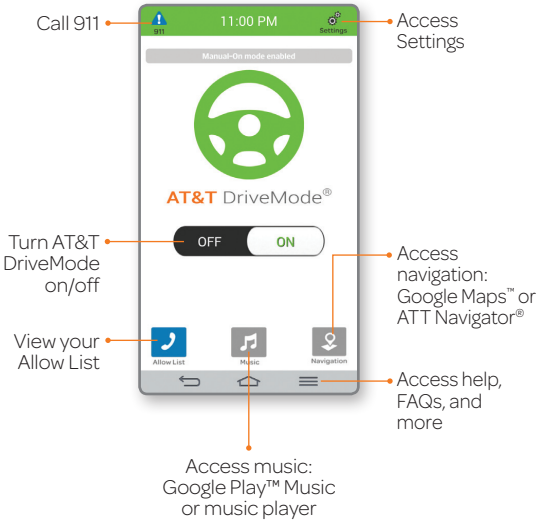 Call 911
911
11:00 PM
Settings
Access
Settings
Manual-On mode enabled
AT&T DriveMode®
Turn AT&T
DriveMode
on/off
OFF
ON
Access
navigation:
Google Maps™ or
ATT Navigator®
View your
Allow List
Allow List
Music
Navigation
Access help,
FAQs, and
more
Access music:
Google Play™ Music
or music player